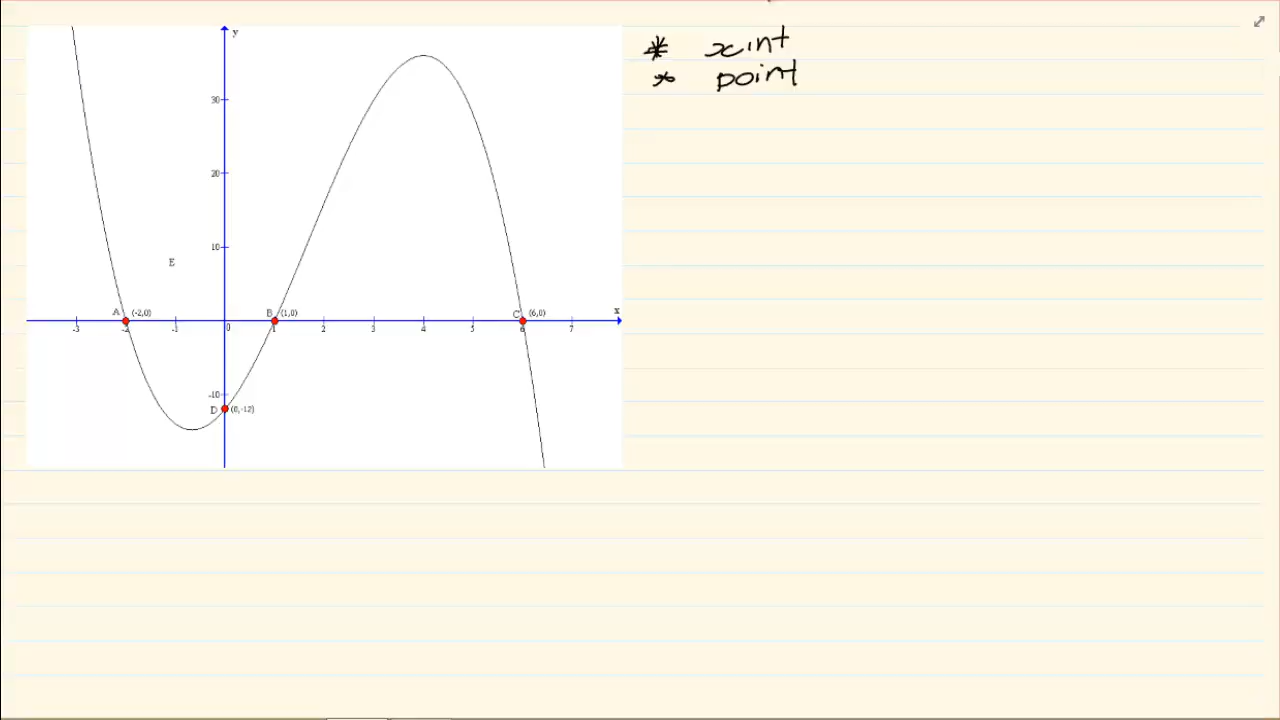 * xint
* point
y
30
20
10
E
A (-2,0) B (1,0) C (6,0) x
-3 -2 -1 0 1 2 3 4 5 6 7
-10
D (0,-12)